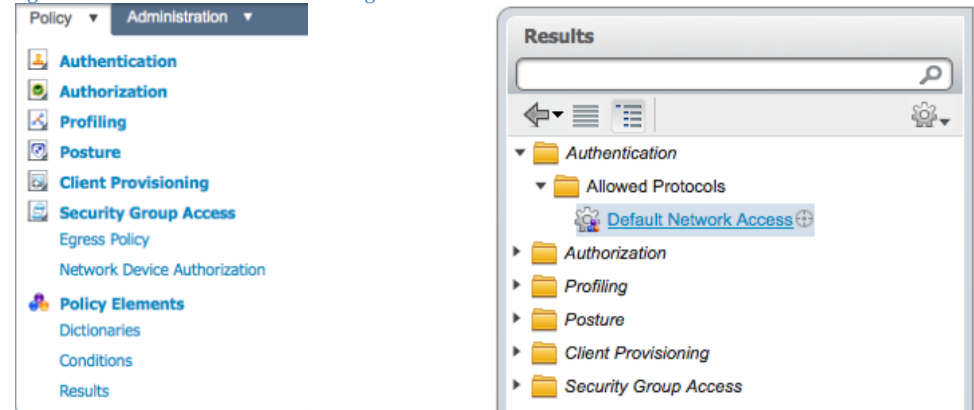 Policy ▼ Administration ▼
Authentication
Authorization
Profiling
Posture
Client Provisioning
Security Group Access
Egress Policy
Network Device Authorization
Policy Elements
Dictionaries
Conditions
Results
Results
Authentication
Allowed Protocols
Default Network Access
Authorization
Profiling
Posture
Client Provisioning
Security Group Access